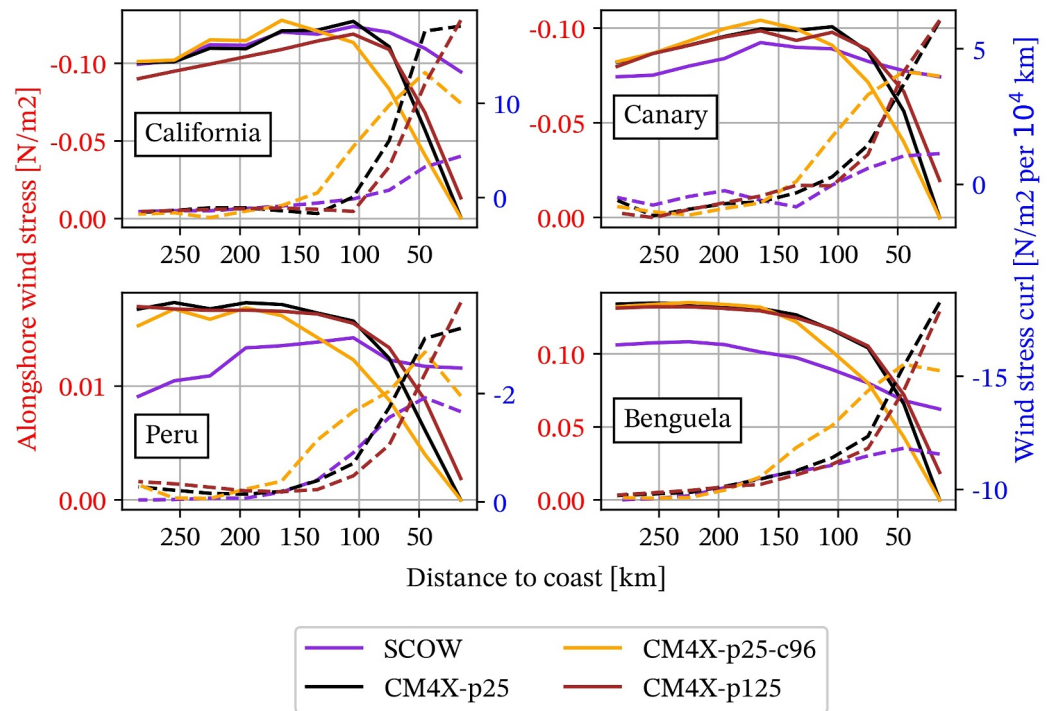 Alongshore wind stress [N/m2]
Wind stress curl [N/m2 per 10⁴ km]
-0.10
-0.05
0.00
California
10
0
250 200 150 100 50
-0.10
-0.05
0.00
Canary
5
0
250 200 150 100 50
0.01
0.00
Peru
-2
0
250 200 150 100 50
0.10
0.05
0.00
Benguela
-15
-10
250 200 150 100 50
Distance to coast [km]
SCOW
CM4X-p25
CM4X-p25-c96
CM4X-p125